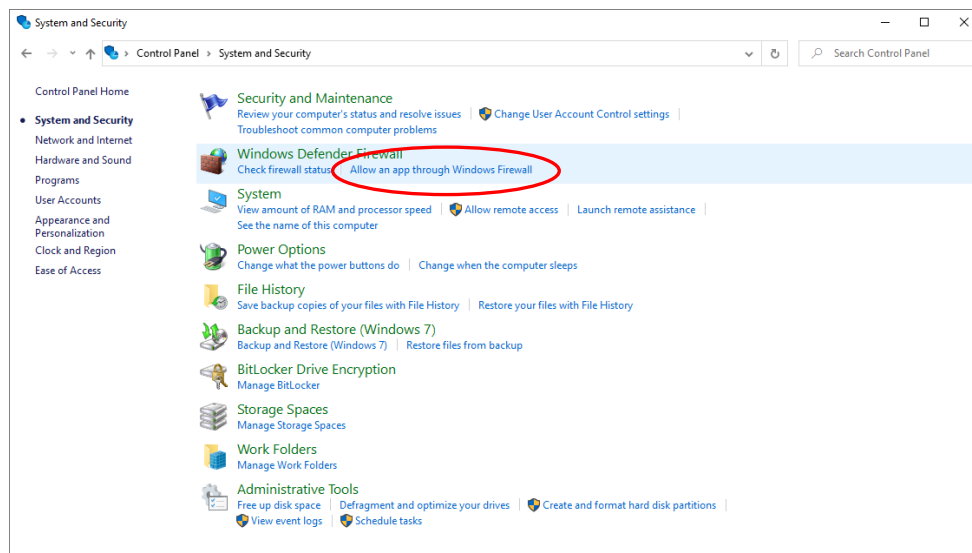 System and Security
Control Panel > System and Security
Search Control Panel
Control Panel Home
System and Security
Network and Internet
Hardware and Sound
Programs
User Accounts
Appearance and
Personalization
Clock and Region
Ease of Access
Security and Maintenance
Review your computer's status and resolve issues | Change User Account Control settings |
Troubleshoot common computer problems
Windows Defender Firewall
Check firewall status | Allow an app through Windows Firewall
System
View amount of RAM and processor speed | Allow remote access | Launch remote assistance |
See the name of this computer
Power Options
Change what the power buttons do | Change when the computer sleeps
File History
Save backup copies of your files with File History | Restore your files with File History
Backup and Restore (Windows 7)
Backup and Restore (Windows 7) | Restore files from backup
BitLocker Drive Encryption
Manage BitLocker
Storage Spaces
Manage Storage Spaces
Work Folders
Manage Work Folders
Administrative Tools
Free up disk space | Defragment and optimize your drives | Create and format hard disk partitions |
View event logs | Schedule tasks